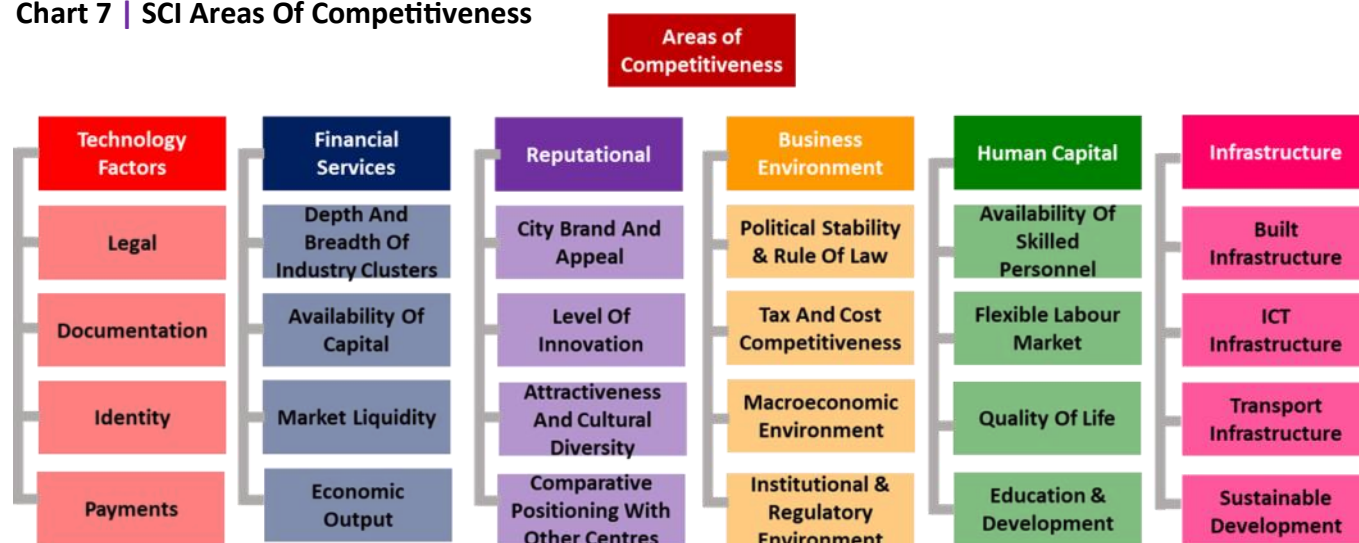 Chart 7 | SCI Areas Of Competitiveness
Areas of
Competitiveness
Technology
Factors
Legal
Documentation
Identity
Payments
Financial
Services
Depth And
Breadth Of
Industry Clusters
Availability Of
Capital
Market Liquidity
Economic
Output
Reputational
City Brand And
Appeal
Level Of
Innovation
Attractiveness
And Cultural
Diversity
Comparative
Positioning With
Other Centres
Business
Environment
Political Stability
& Rule Of Law
Tax And Cost
Competitiveness
Macroeconomic
Environment
Institutional &
Regulatory
Environment
Human Capital
Availability Of
Skilled
Personnel
Flexible Labour
Market
Quality Of Life
Education &
Development
Infrastructure
Built
Infrastructure
ICT
Infrastructure
Transport
Infrastructure
Sustainable
Development